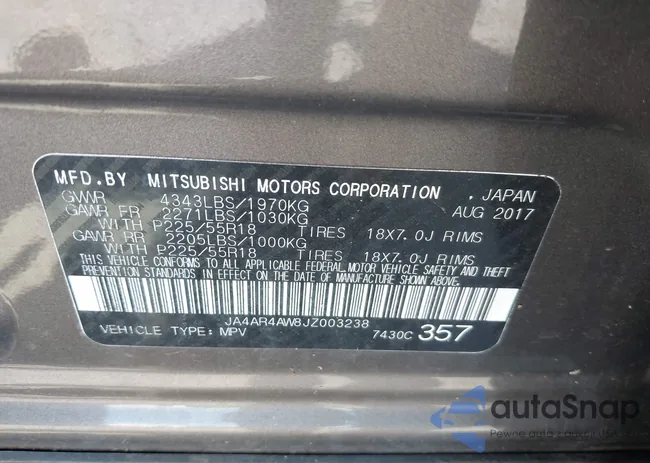 MFD.BY MITSUBISHI MOTORS CORPORATION . JAPAN
GVWR 4343LBS/1970KG AUG 2017
GAWR FR 2271LBS/1030KG
WITH P225/55R18 TIRES 18X7.0J RIMS
GAWR RR 2205LBS/1000KG
WITH P225/55R18 TIRES 18X7.0J RIMS
THIS VEHICLE CONFORMS TO ALL APPLICABLE FEDERAL MOTOR VEHICLE SAFETY AND THEFT
PREVENTION STANDARDS IN EFFECT ON THE DATE OF MANUFACTURE SHOWN ABOVE.
JA4AR4AW8JZ003238
VEHICLE TYPE: MPV 7430C 357
autaSnap
Pewne auto z